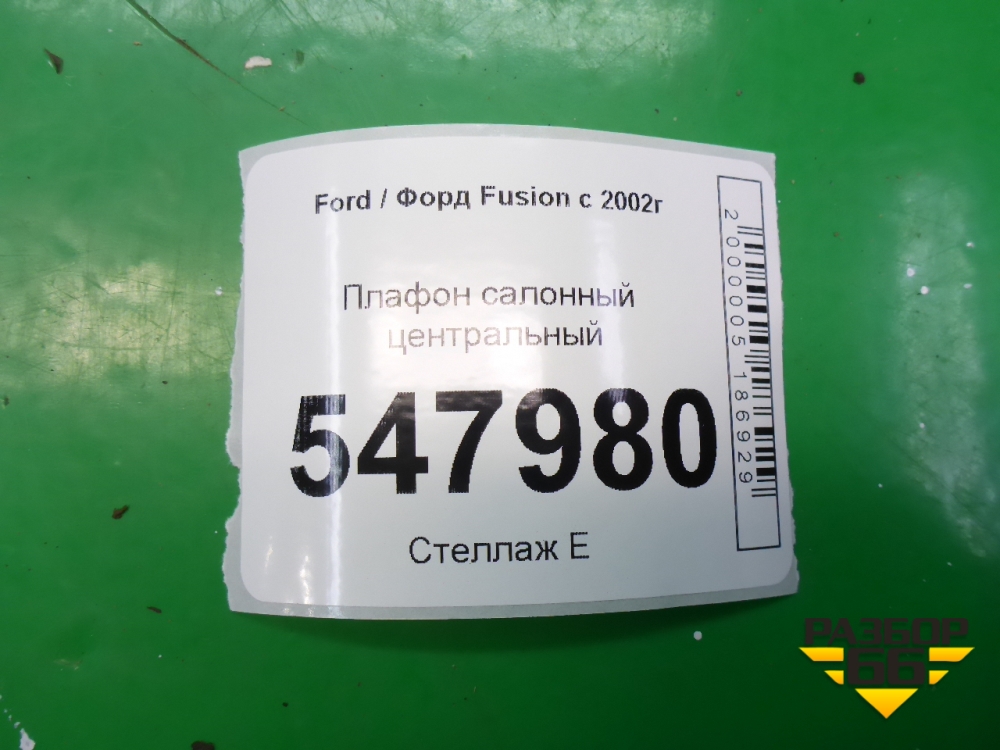 Ford / Форд Fusion с 2002г
Плафон салонный
центральный
547980
Стеллаж Е
2000005186929
РАЗБОР
66